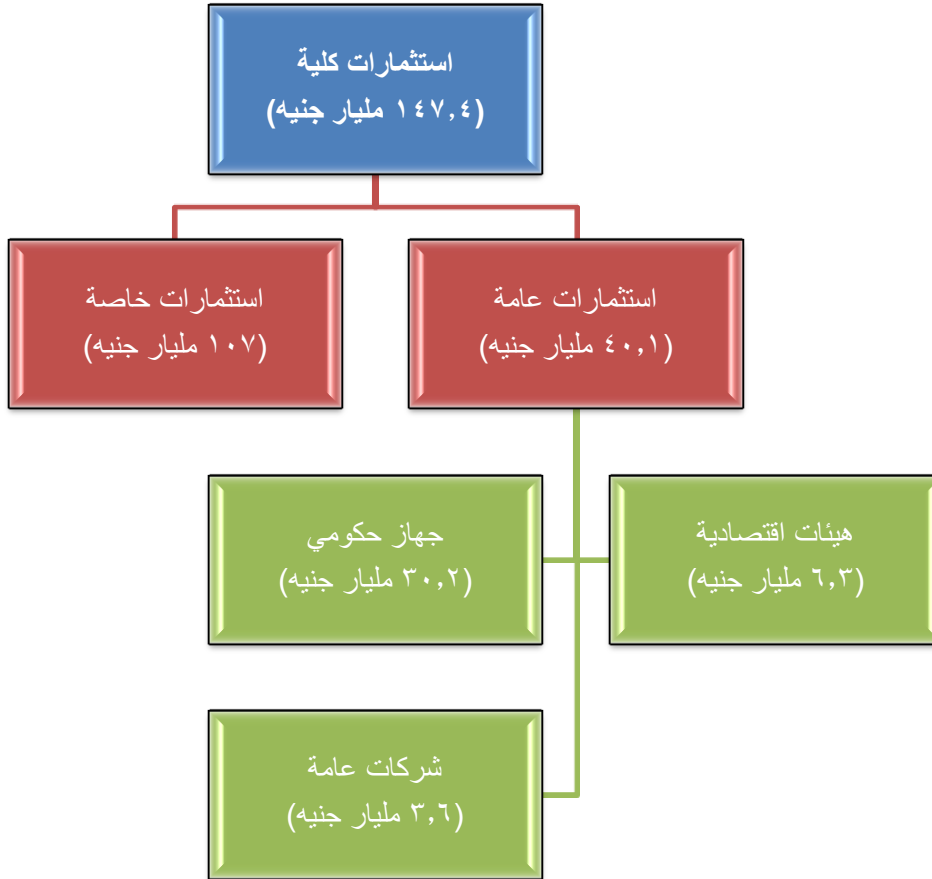 استثمارات كلية
(١٤٧,٤ مليار جنيه)
استثمارات عامة
(٤٠,١ مليار جنيه)
استثمارات خاصة
(١٠٧ مليار جنيه)
هيئات اقتصادية
(٦,٣ مليار جنيه)
جهاز حكومي
(٣٠,٢ مليار جنيه)
شركات عامة
(٣,٦ مليار جنيه)